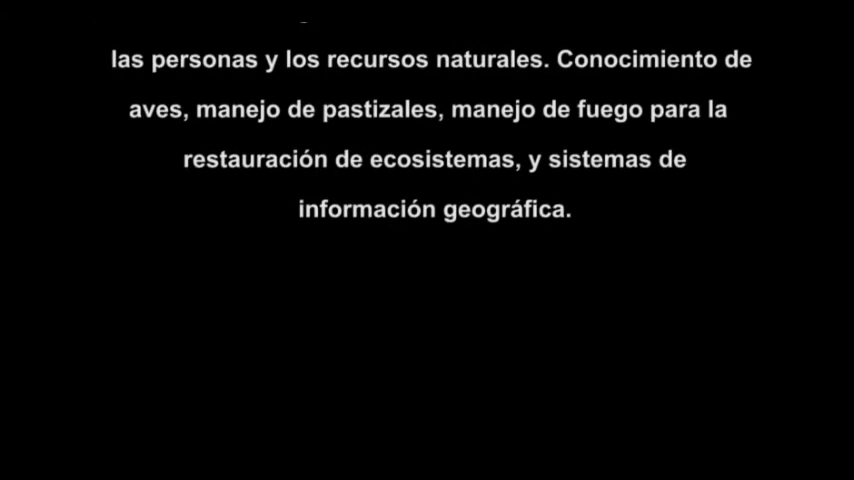 las personas y los recursos naturales. Conocimiento de
aves, manejo de pastizales, manejo de fuego para la
restauración de ecosistemas, y sistemas de
información geográfica.